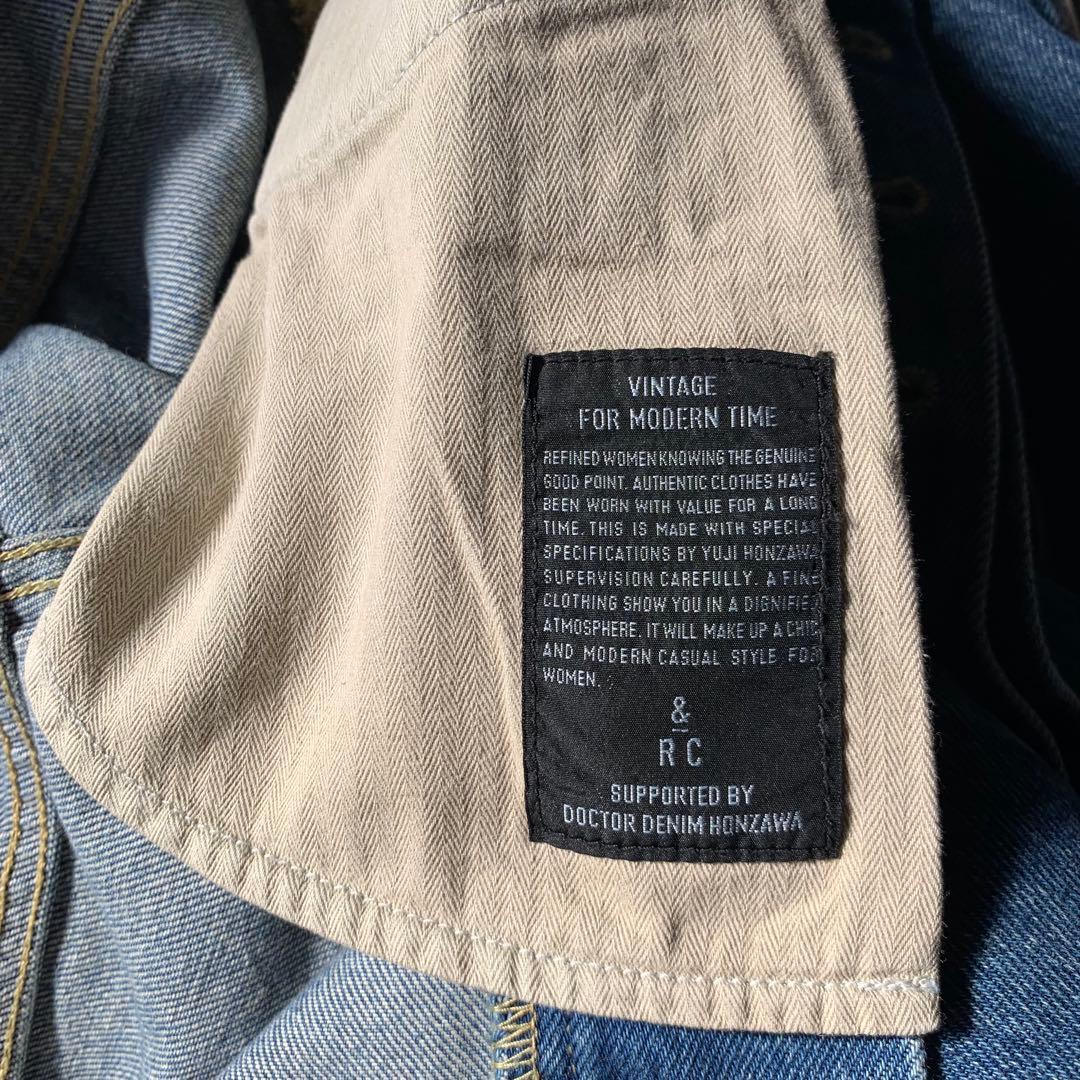 VINTAGE
FOR MODERN TIME
REFINED WOMEN KNOWING THE GENUINE
GOOD POINT. AUTHENTIC CLOTHES HAVE
BEEN WORN WITH VALUE FOR A LONG
TIME. THIS IS MADE WITH SPECIAL
SPECIFICATIONS BY YUJI HONZAWA
SUPERVISION CAREFULLY. A FINE
CLOTHING SHOW YOU IN A DIGNIFIE
ATMOSPHERE. IT WILL MAKE UP A CHIC
AND MODERN CASUAL STYLE FOR
WOMEN.
&
RC
SUPPORTED BY
DOCTOR DENIM HONZAWA